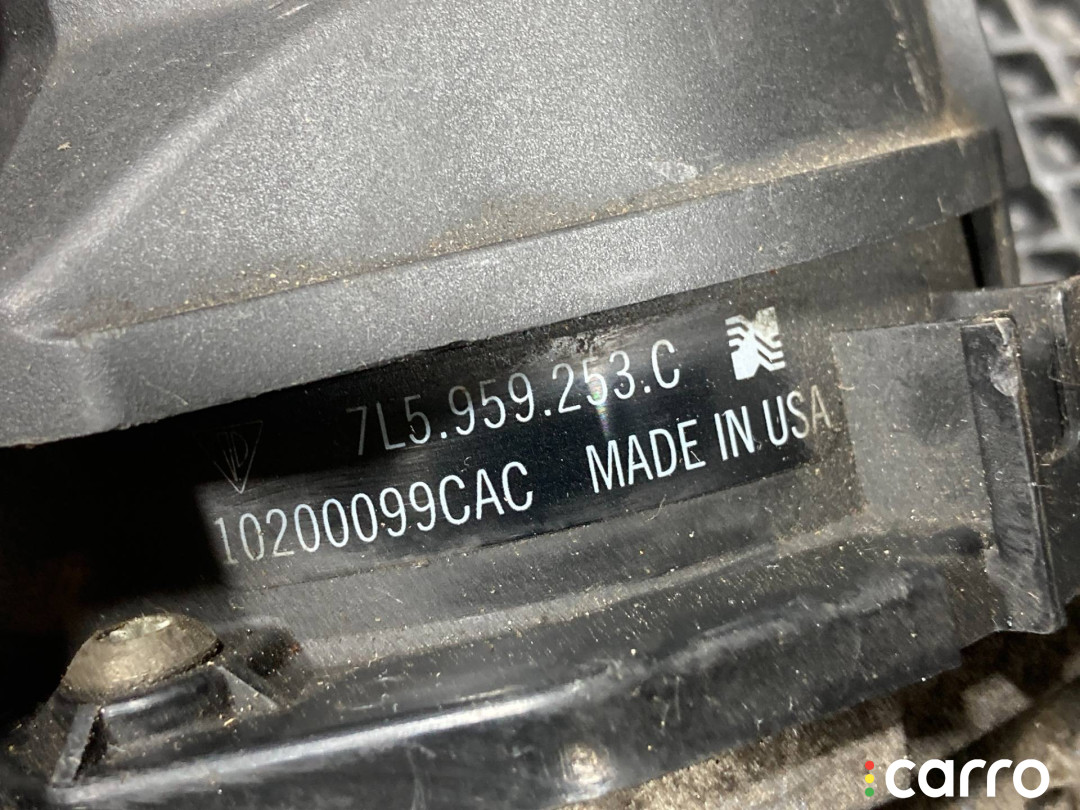 7L5.959.253.C
10200099CAC MADE IN USA
carro